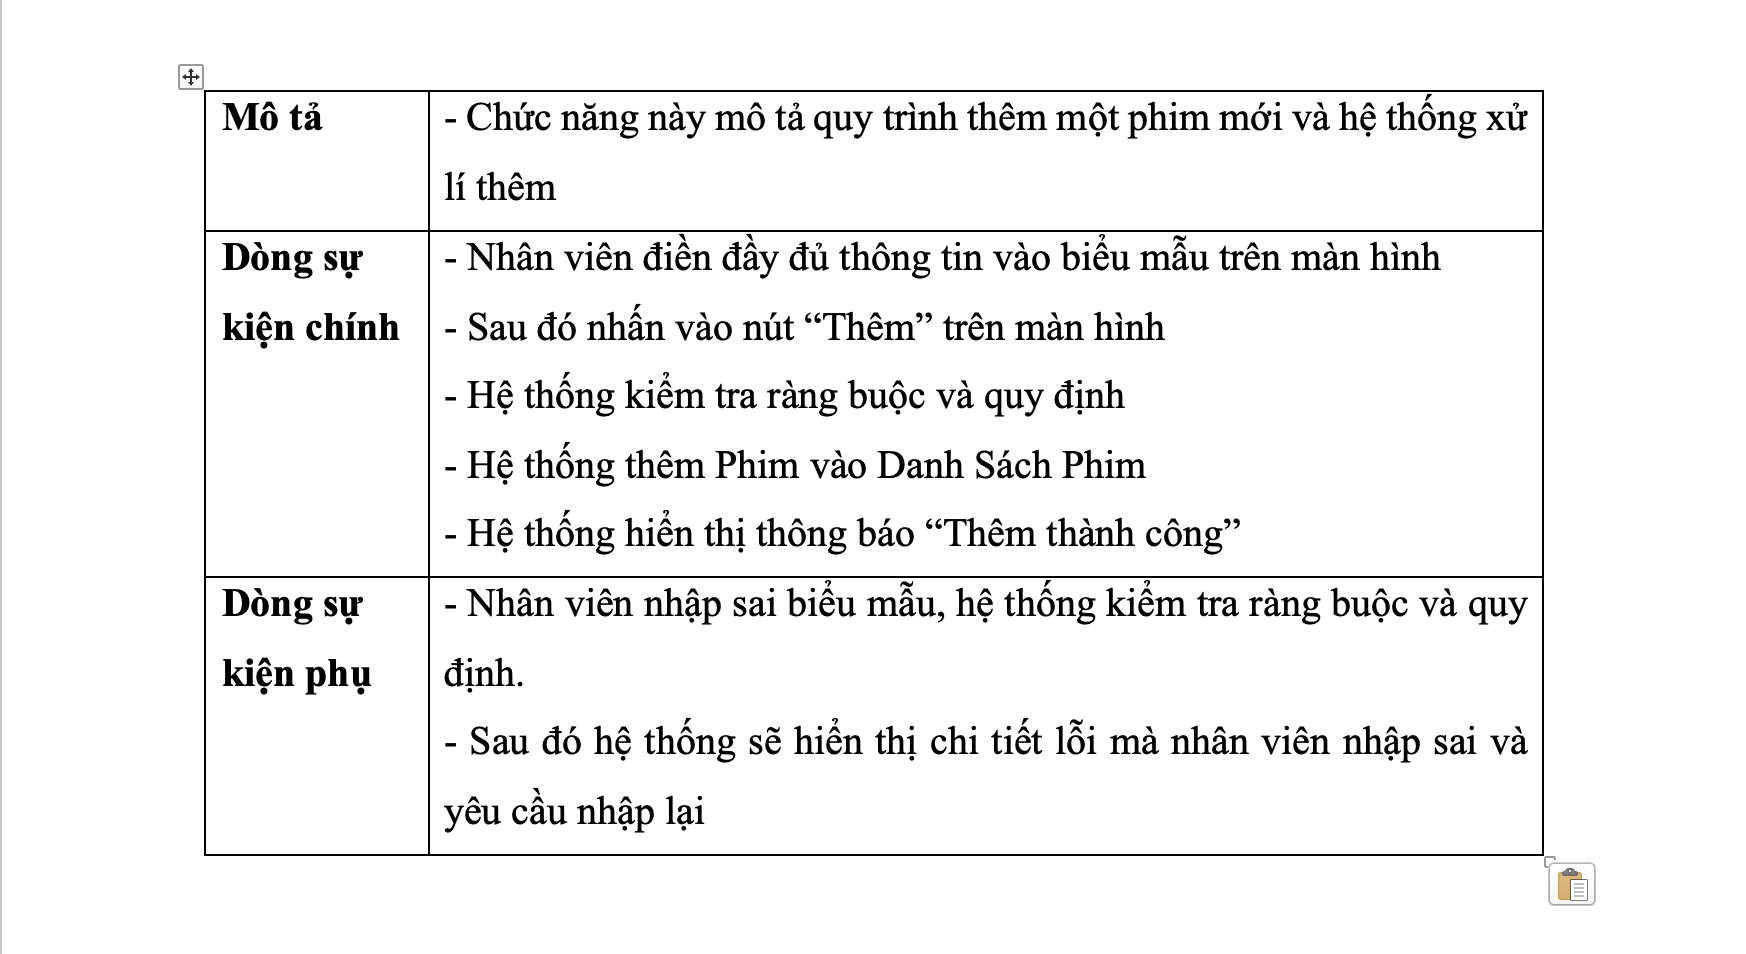 Mô tả
- Chức năng này mô tả quy trình thêm một phim mới và hệ thống xử
lí thêm
Dòng sự
kiện chính
- Nhân viên điền đầy đủ thông tin vào biểu mẫu trên màn hình
- Sau đó nhấn vào nút “Thêm” trên màn hình
- Hệ thống kiểm tra ràng buộc và quy định
- Hệ thống thêm Phim vào Danh Sách Phim
- Hệ thống hiển thị thông báo “Thêm thành công”
Dòng sự
kiện phụ
- Nhân viên nhập sai biểu mẫu, hệ thống kiểm tra ràng buộc và quy
định.
- Sau đó hệ thống sẽ hiển thị chi tiết lỗi mà nhân viên nhập sai và
yêu cầu nhập lại